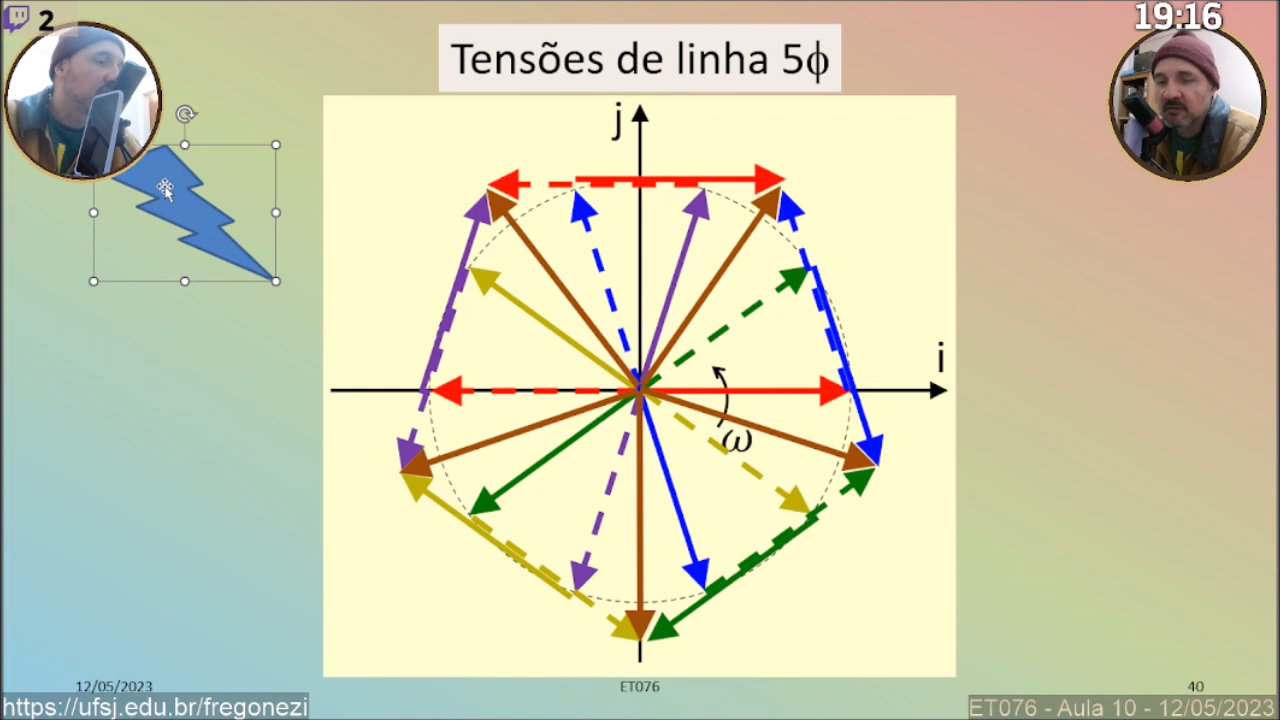 2
19:16
Tensões de linha 5ϕ
j
i
ω
12/05/2023
ET076
40
https://ufsj.edu.br/fregonezi
ET076 - Aula 10 - 12/05/2023